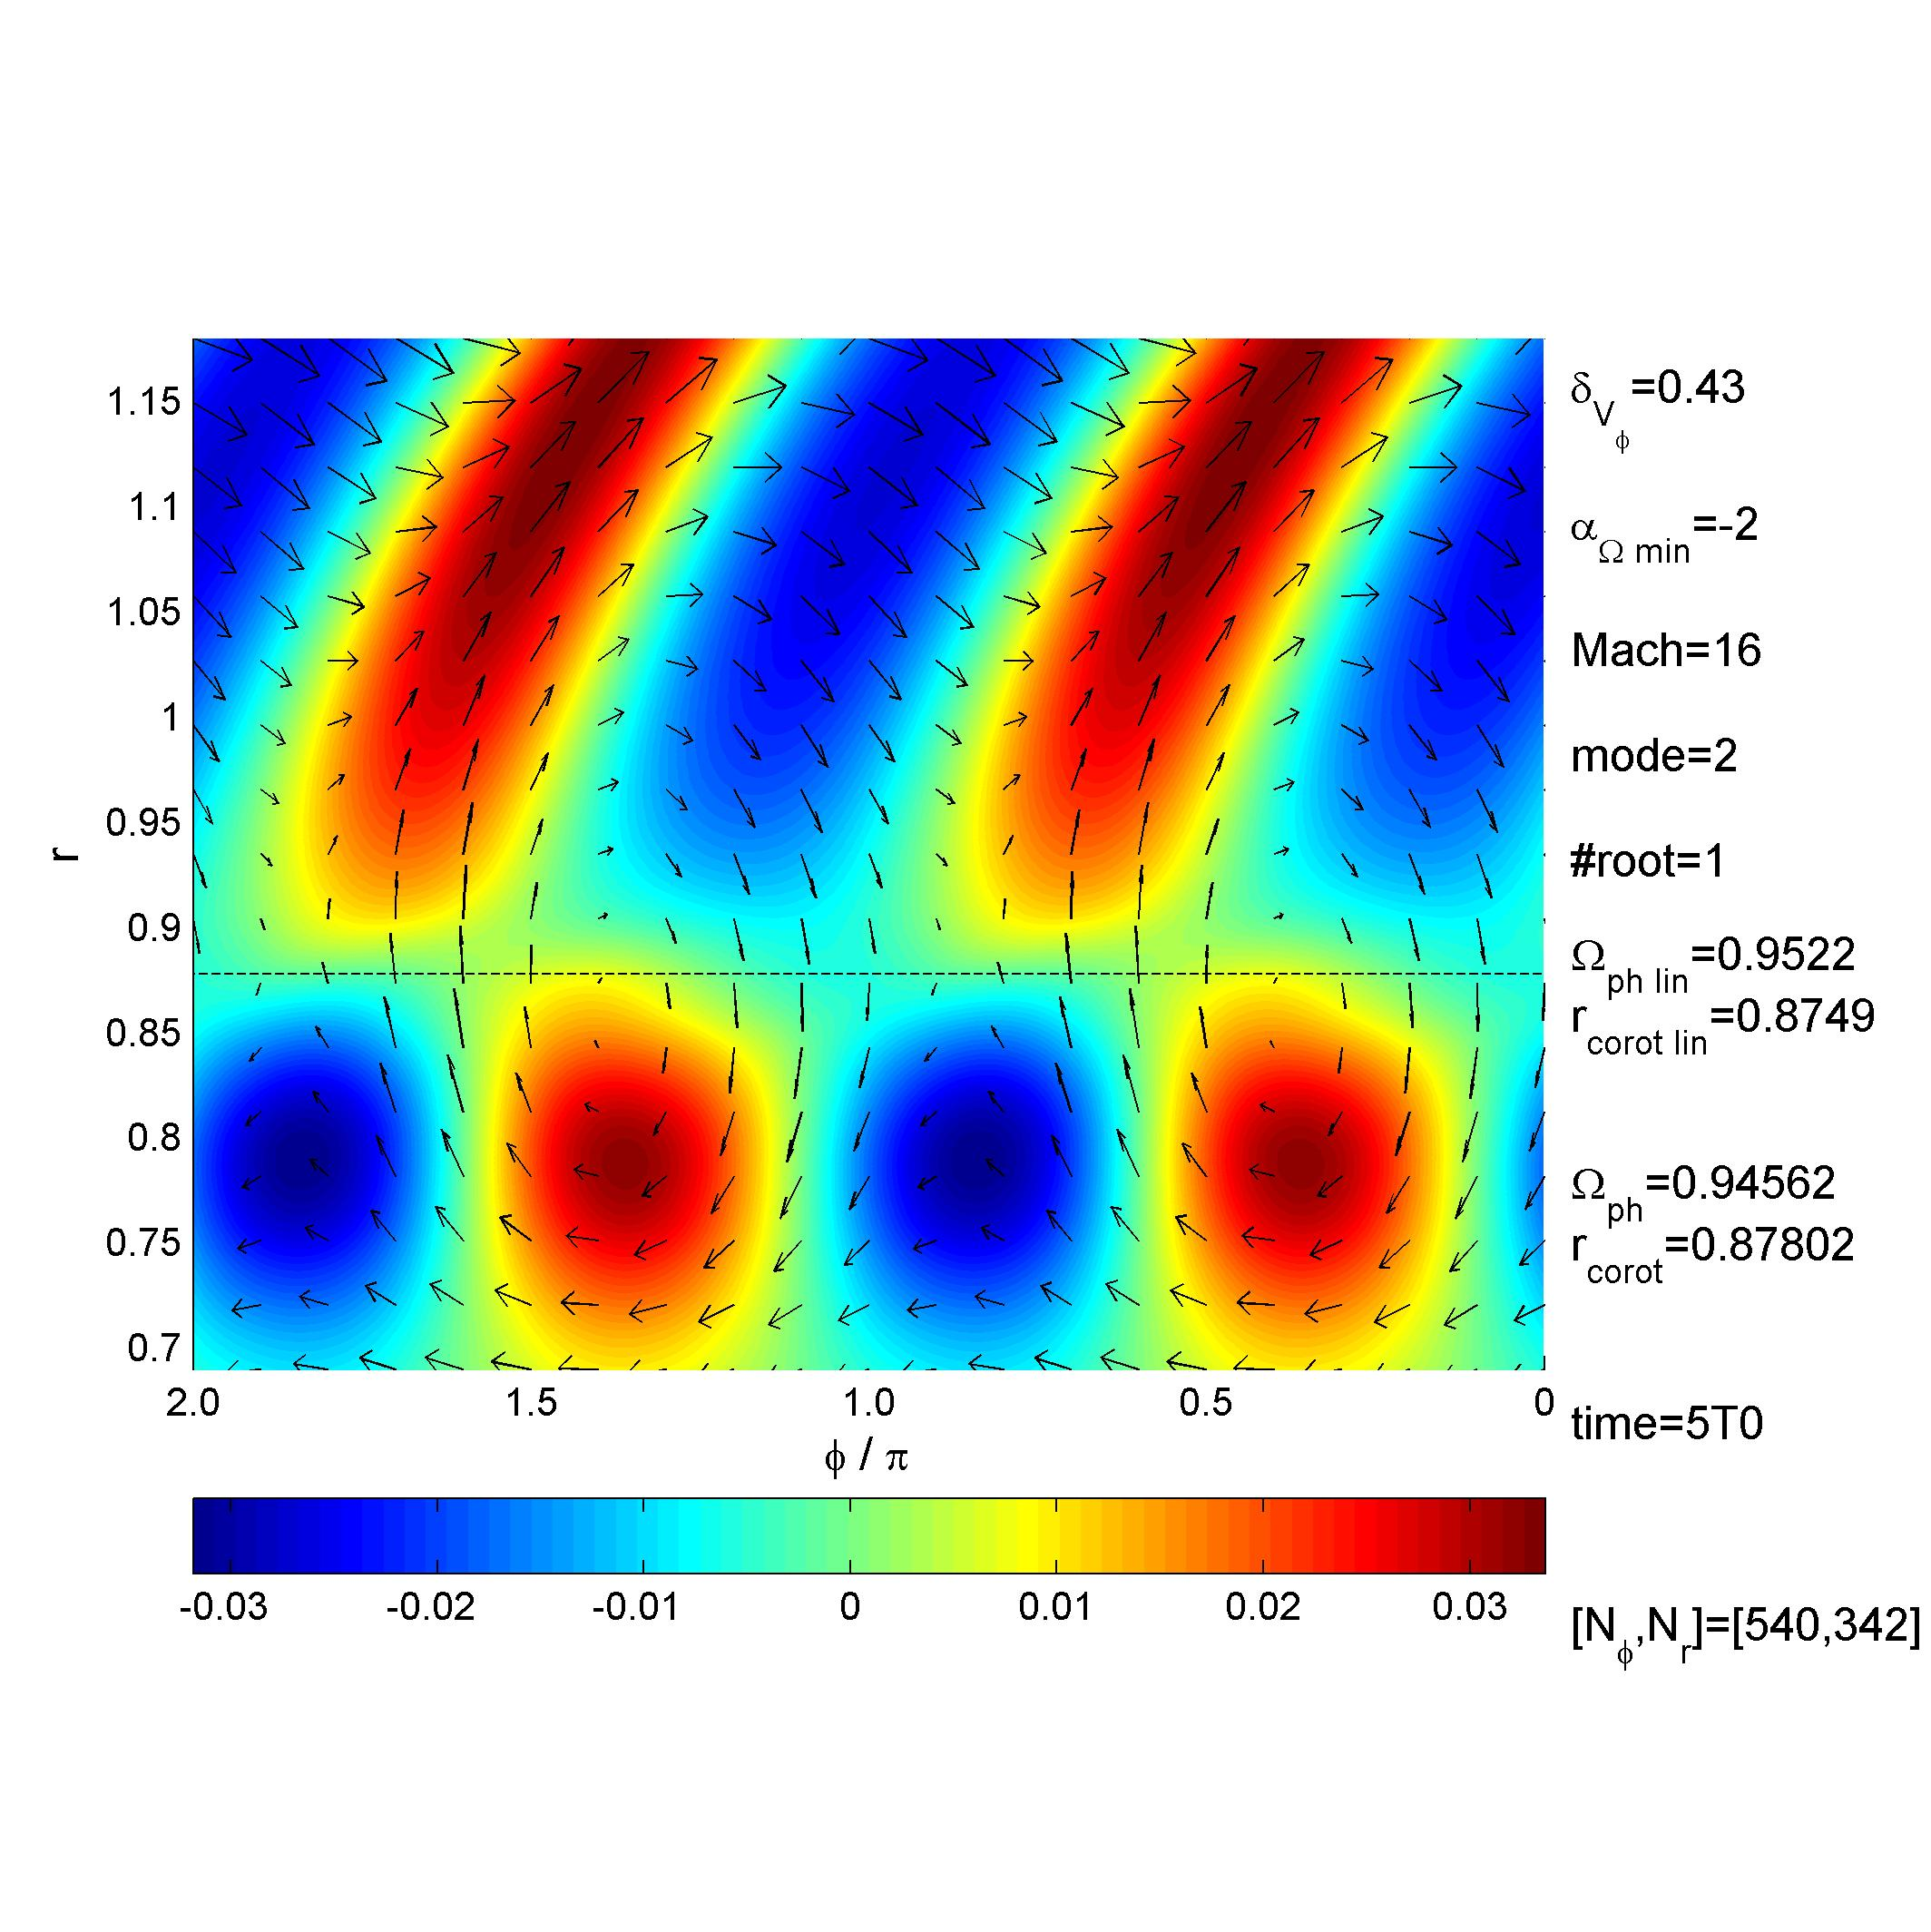 1.15
1.1
1.05
1
0.95
0.9
0.85
0.8
0.75
0.7
r
2.0 1.5 1.0 0.5 0
ϕ / π
-0.03 -0.02 -0.01 0 0.01 0.02 0.03
δVϕ=0.43
αΩ min=-2
Mach=16
mode=2
#root=1
Ωph lin=0.9522
rcorot lin=0.8749
Ωph=0.94562
rcorot=0.87802
time=5T0
[Nϕ,Nr]=[540,342]